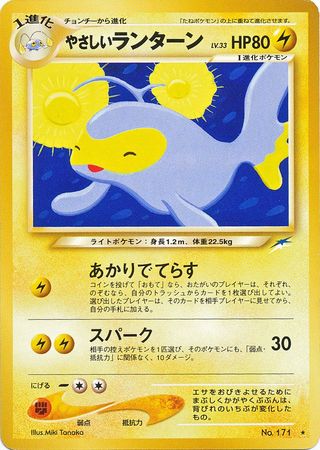 1進化
チョンチーから進化
「たねポケモン」の上に重ねて進化させます。
やさしいランターン LV.33 HP80
1進化ポケモン
ライトポケモン：身長1.2m、体重22.5kg
あかりでてらす
コインを投げて「おもて」なら、おたがいのプレイヤーは、それぞれ、
のぞむなら、自分のトラッシュからカードを1枚選び出してよい。
選び出したプレイヤーは、そのカードを相手プレイヤーに見せてから、
自分の手札に加える。
スパーク 30
相手の控えポケモンを1匹選び、そのポケモンにも、「弱点・
抵抗力」に関係なく、10ダメージ。
にげる
弱点 抵抗力
エサをおびきよせるために
まぶしくかがやくぶぶんは、
背びれのいちぶが変化した
もの。
Illus. Miki Tanaka
No. 171